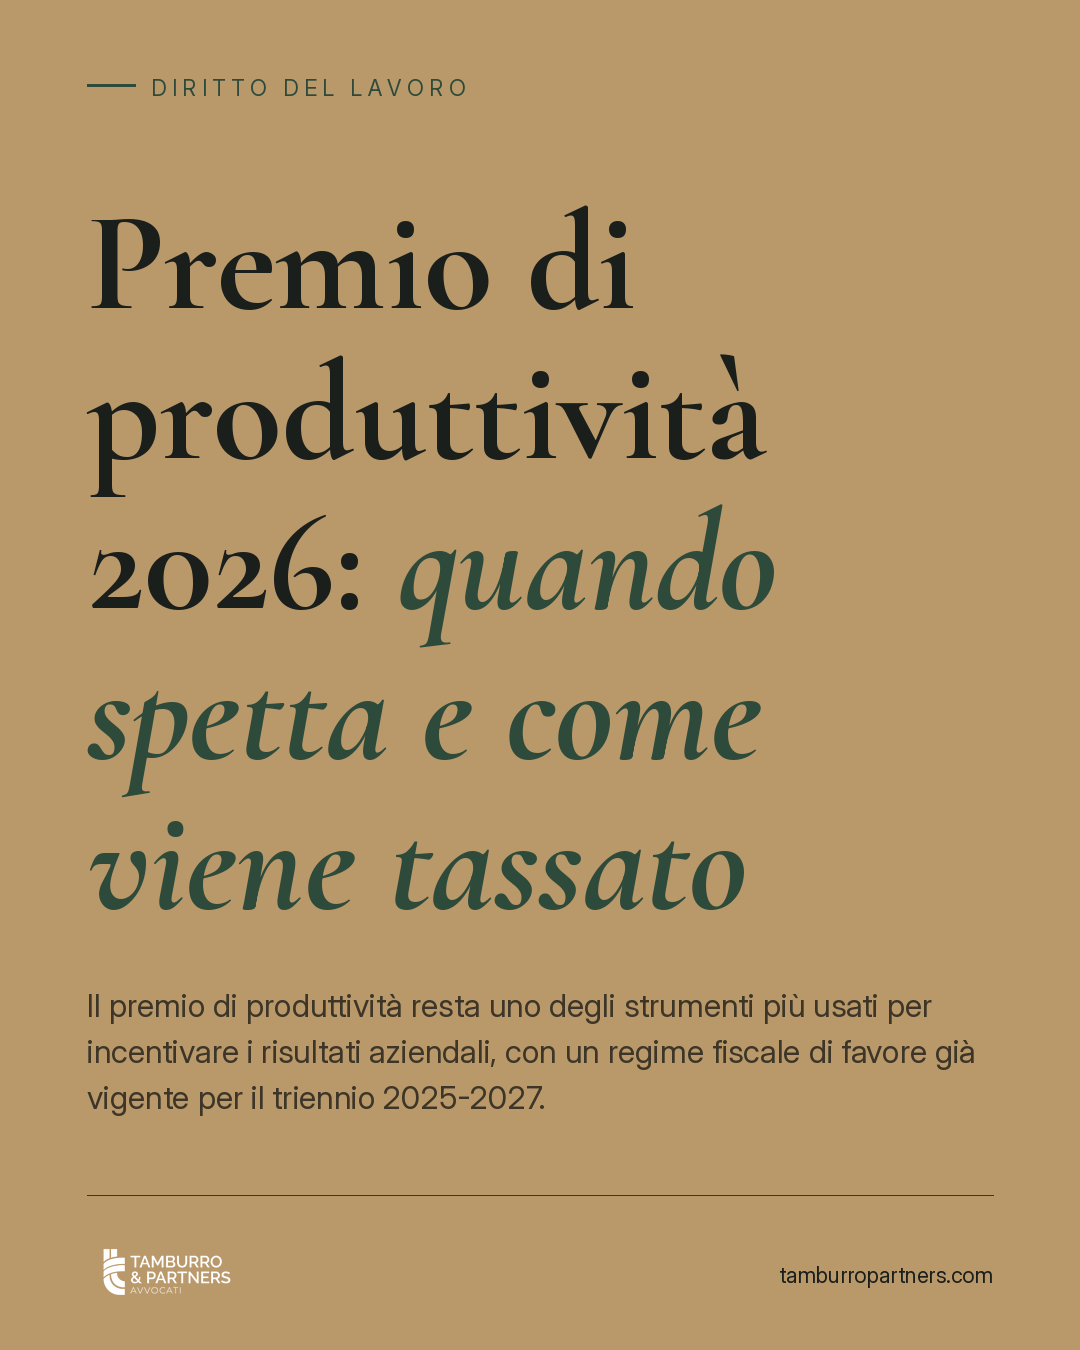 DIRITTO DEL LAVORO
Premio di
produttività
2026: quando
spetta e come
viene tassato
Il premio di produttività resta uno degli strumenti più usati per
incentivare i risultati aziendali, con un regime fiscale di favore già
vigente per il triennio 2025-2027.
TAMBURRO
& PARTNERS
AVVOCATI
tamburropartners.com